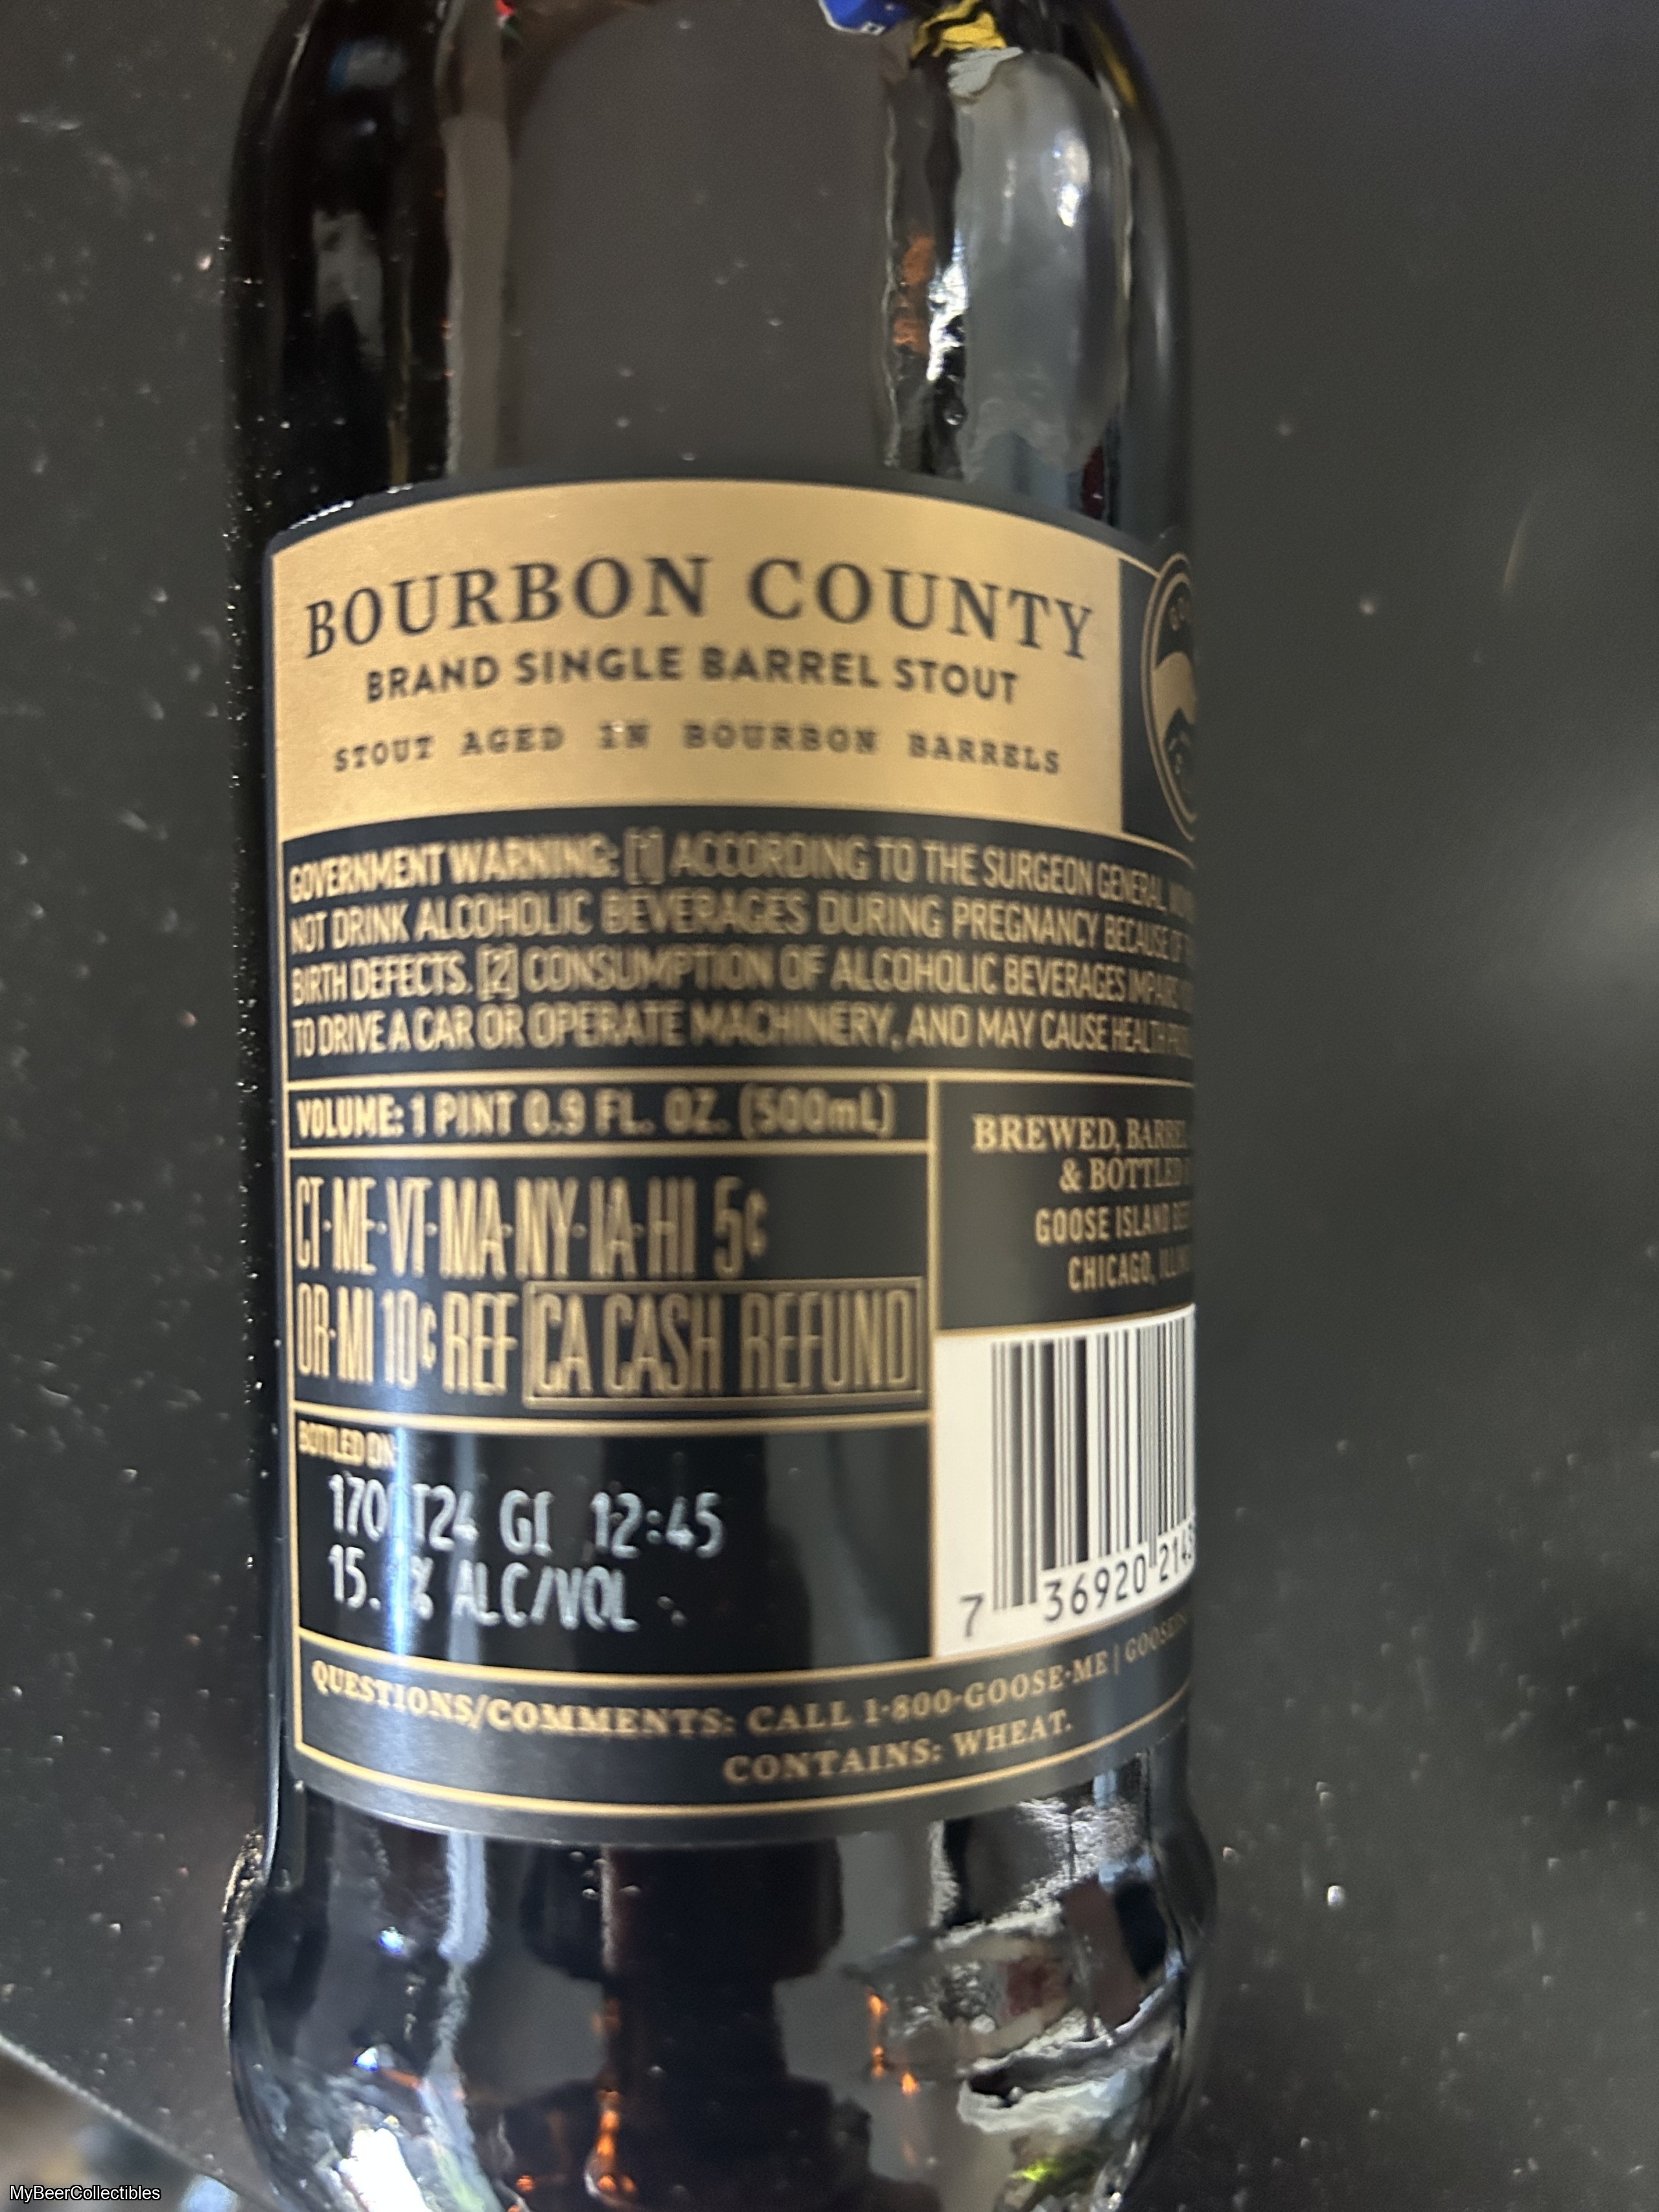 BOURBON COUNTY
BRAND SINGLE BARREL STOUT
STOUT AGED IN BOURBON BARRELS
GOVERNMENT WARNING: [1] ACCORDING TO THE SURGEON GENERAL,
NOT DRINK ALCOHOLIC BEVERAGES DURING PREGNANCY BECAUSE OF
BIRTH DEFECTS. [2] CONSUMPTION OF ALCOHOLIC BEVERAGES
TO DRIVE A CAR OR OPERATE MACHINERY, AND MAY CAUSE HEALTH
VOLUME: 1 PINT 0.9 FL. OZ. (500mL)
CT·ME·VT·MA·NY·IA·HI 5¢
OR·MI 10¢ REF CA CASH REFUND
BOTTLED ON
T24 GI 12:45
15. % ALC/VOL
BREWED,
& BOTTLED
GOOSE ISLAND
CHICAGO,
7 36920
QUESTIONS/COMMENTS: CALL 1-800-GOOSE-ME |
CONTAINS: WHEAT.
MyBeerCollectibles